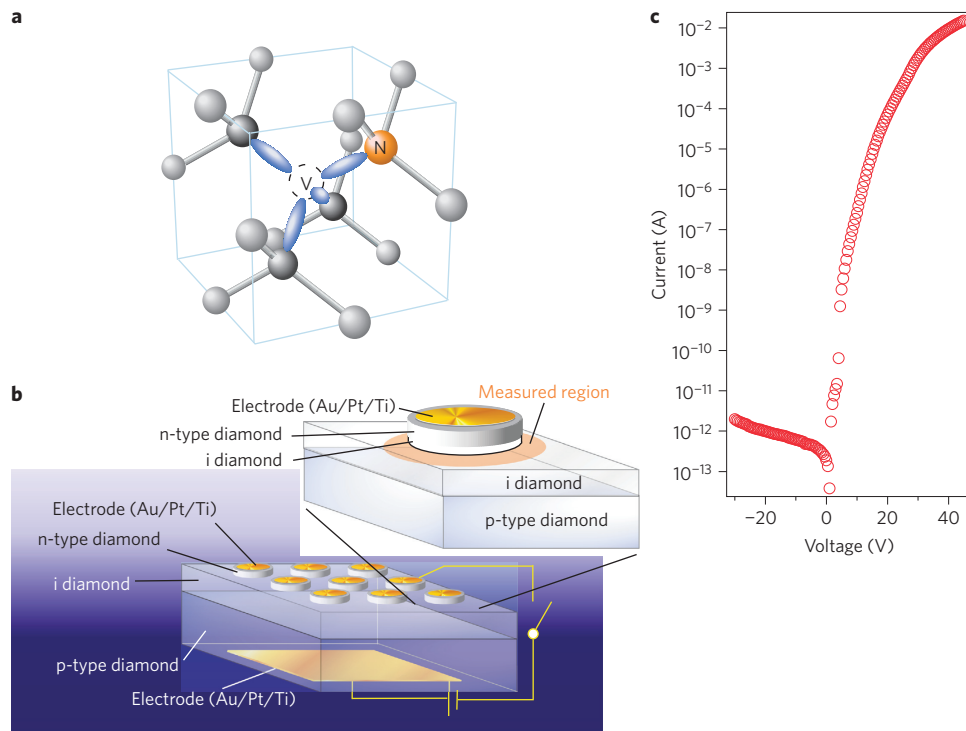 a
N
V
b
Measured region
Electrode (Au/Pt/Ti)
n-type diamond
i diamond
i diamond
p-type diamond
Electrode (Au/Pt/Ti)
n-type diamond
i diamond
p-type diamond
Electrode (Au/Pt/Ti)
c
Current (A)
10⁻²
10⁻³
10⁻⁴
10⁻⁵
10⁻⁶
10⁻⁷
10⁻⁸
10⁻⁹
10⁻¹⁰
10⁻¹¹
10⁻¹²
10⁻¹³
−20 0 20 40
Voltage (V)